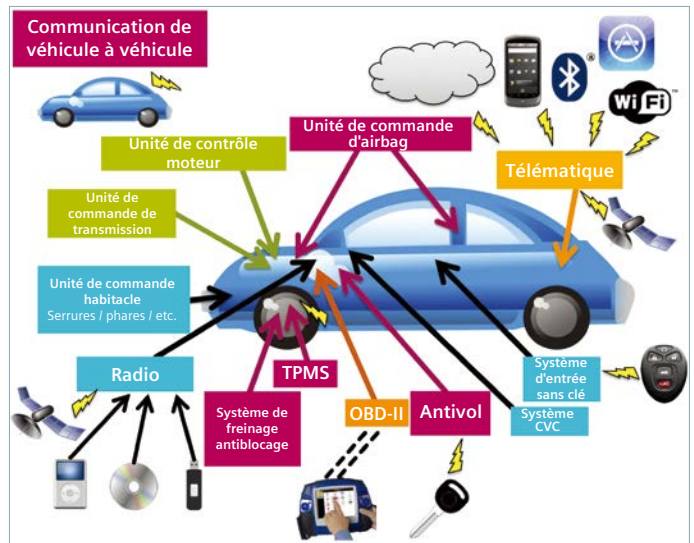 Communication de
véhicule à véhicule
Unité de contrôle
moteur
Unité de commande
d'airbag
®
Wi Fi™
Télématique
Unité de
commande de
transmission
Unité de commande
habitacle
Serrures / phares / etc.
Radio
TPMS
Système de
freinage
antiblocage
OBD-II
Antivol
Système
d'entrée
sans clé
Système
CVC